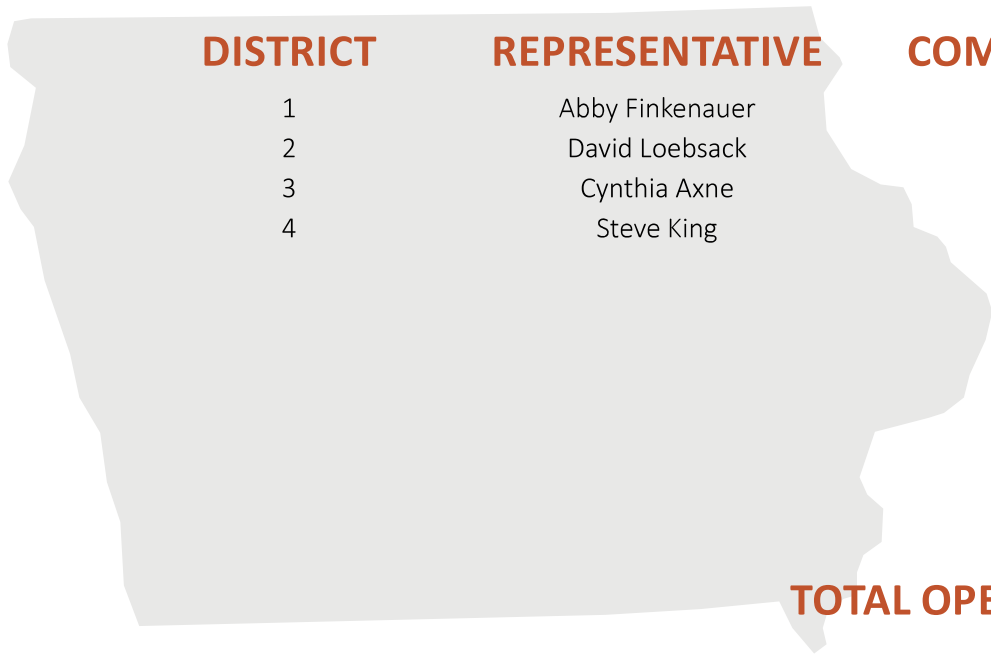 DISTRICT REPRESENTATIVE COM
1 Abby Finkenauer
2 David Loebsack
3 Cynthia Axne
4 Steve King
TOTAL OPE